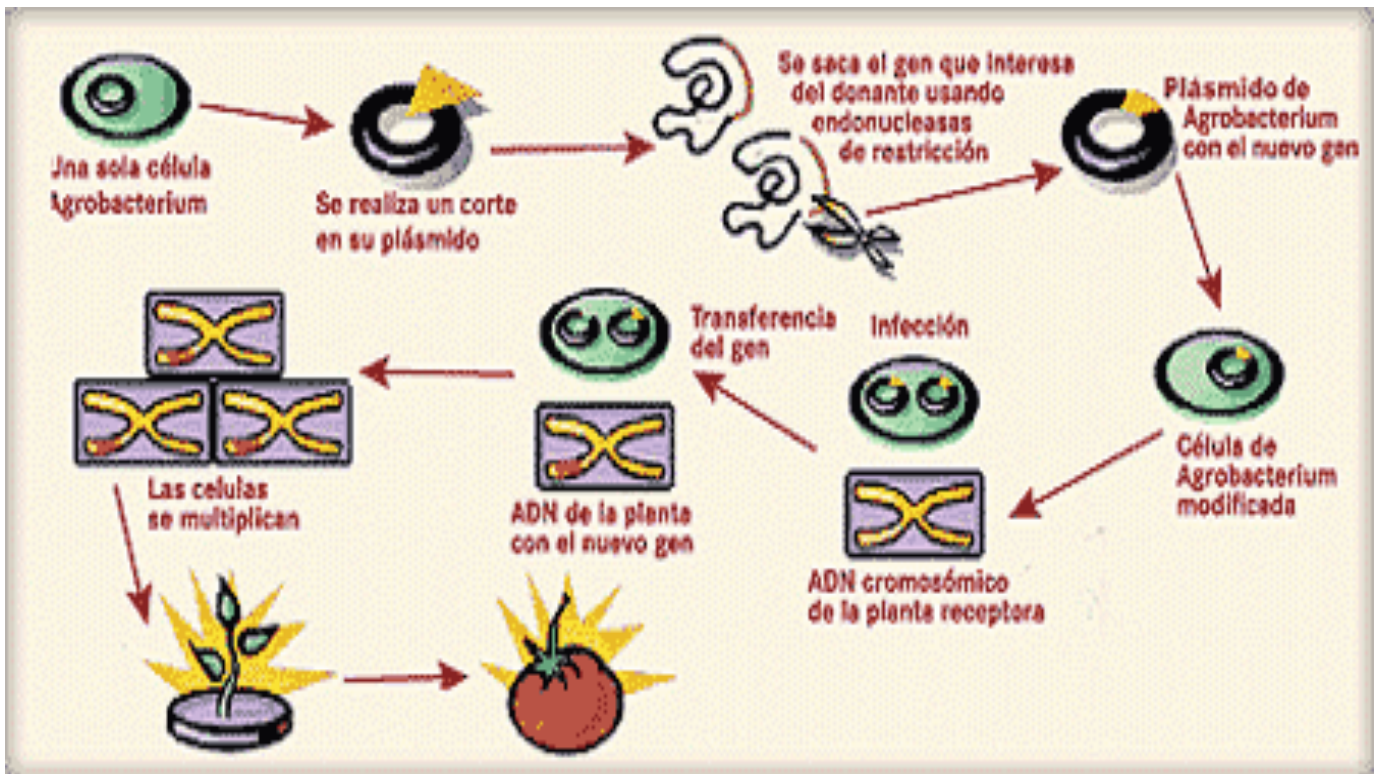 Una sola célula
Agrobacterium
Se realiza un corte
en su plásmido
Se saca el gen que interesa
del donante usando
endonucleasas
de restricción
Plásmido de
Agrobacterium
con el nuevo gen
Célula de
Agrobacterium
modificada
Infección
ADN cromosómico
de la planta receptora
Transferencia
del gen
ADN de la planta
con el nuevo gen
Las celulas
se multiplican